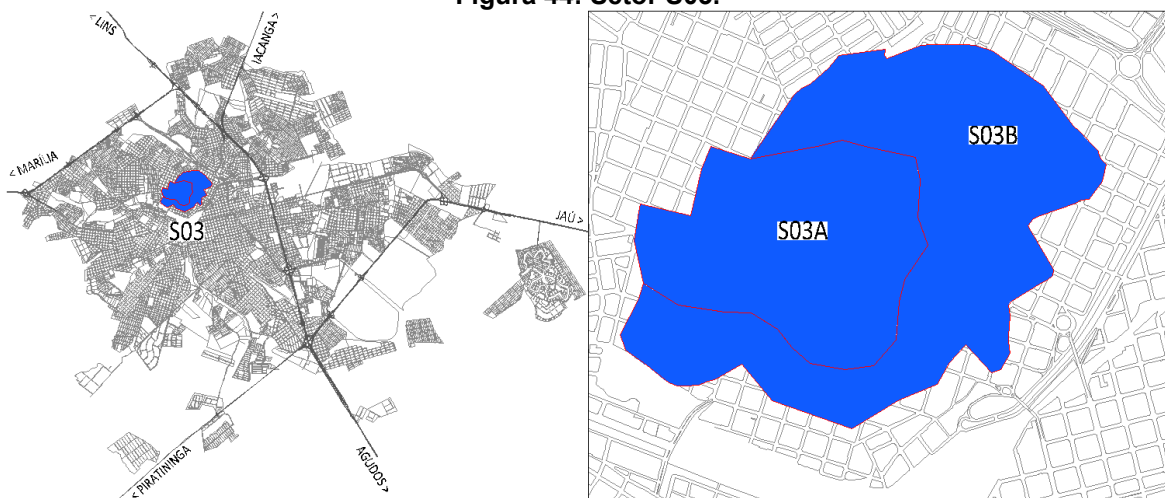 Figura 44: Setor S03.
< LINS
IACANGA >
< MARÍLIA
S03
JAÚ >
< PIRATININGA
AGUDOS >
S03B
S03A